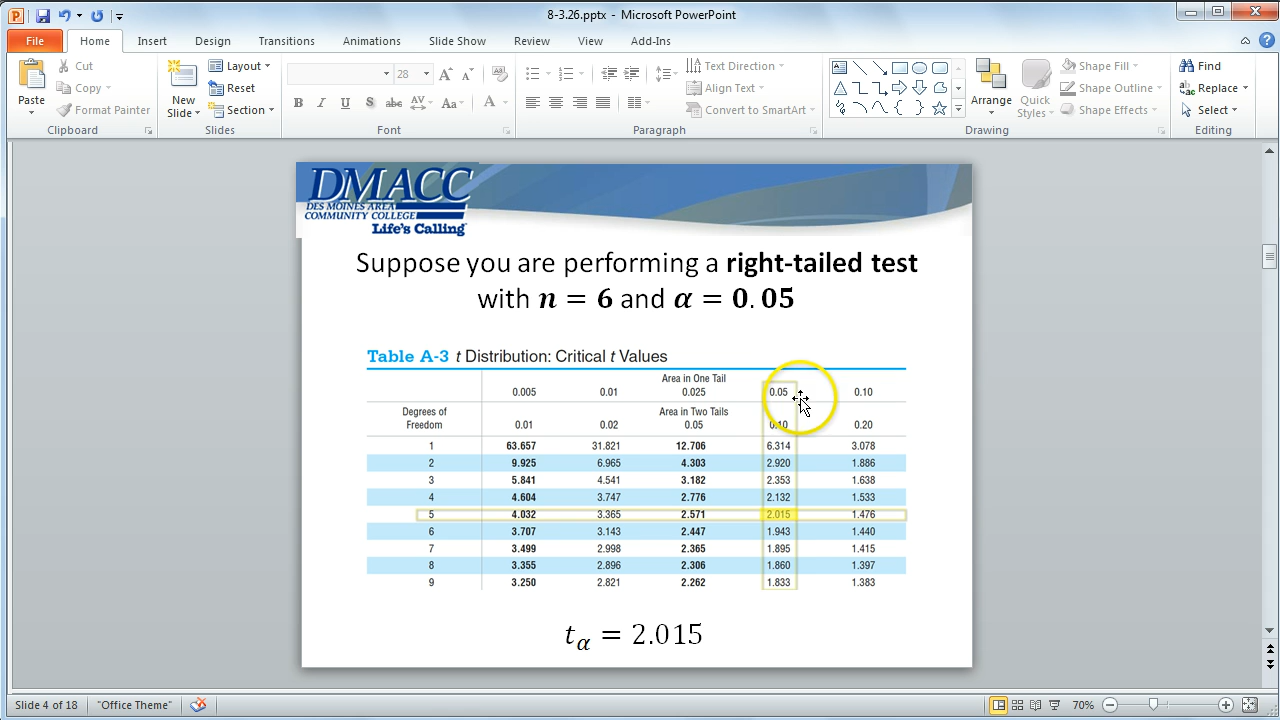 8-3.26.pptx - Microsoft PowerPoint
File Home Insert Design Transitions Animations Slide Show Review View Add-Ins
Paste
Cut
Copy
Format Painter
Clipboard
New Slide
Layout
Reset
Section
Slides
28
B I U S abc AV Aa A
Font
Text Direction
Align Text
Convert to SmartArt
Paragraph
Arrange
Quick Styles
Shape Fill
Shape Outline
Shape Effects
Drawing
Find
Replace
Select
Editing
DMACC
DES MOINES AREA
COMMUNITY COLLEGE
Life's Calling
Suppose you are performing a right-tailed test
with n = 6 and α = 0.05
Table A-3 t Distribution: Critical t Values
Area in One Tail
0.005 0.01 0.025 0.05 0.10
Degrees of Area in Two Tails
Freedom 0.01 0.02 0.05 0.10 0.20
1 63.657 31.821 12.706 6.314 3.078
2 9.925 6.965 4.303 2.920 1.886
3 5.841 4.541 3.182 2.353 1.638
4 4.604 3.747 2.776 2.132 1.533
5 4.032 3.365 2.571 2.015 1.476
6 3.707 3.143 2.447 1.943 1.440
7 3.499 2.998 2.365 1.895 1.415
8 3.355 2.896 2.306 1.860 1.397
9 3.250 2.821 2.262 1.833 1.383
tα = 2.015
Slide 4 of 18 "Office Theme" 70%